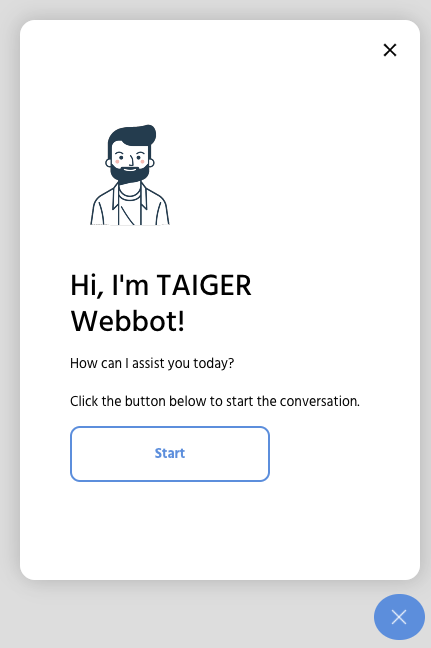 Hi, I'm TAIGER
Webbot!
How can I assist you today?
Click the button below to start the conversation.
Start